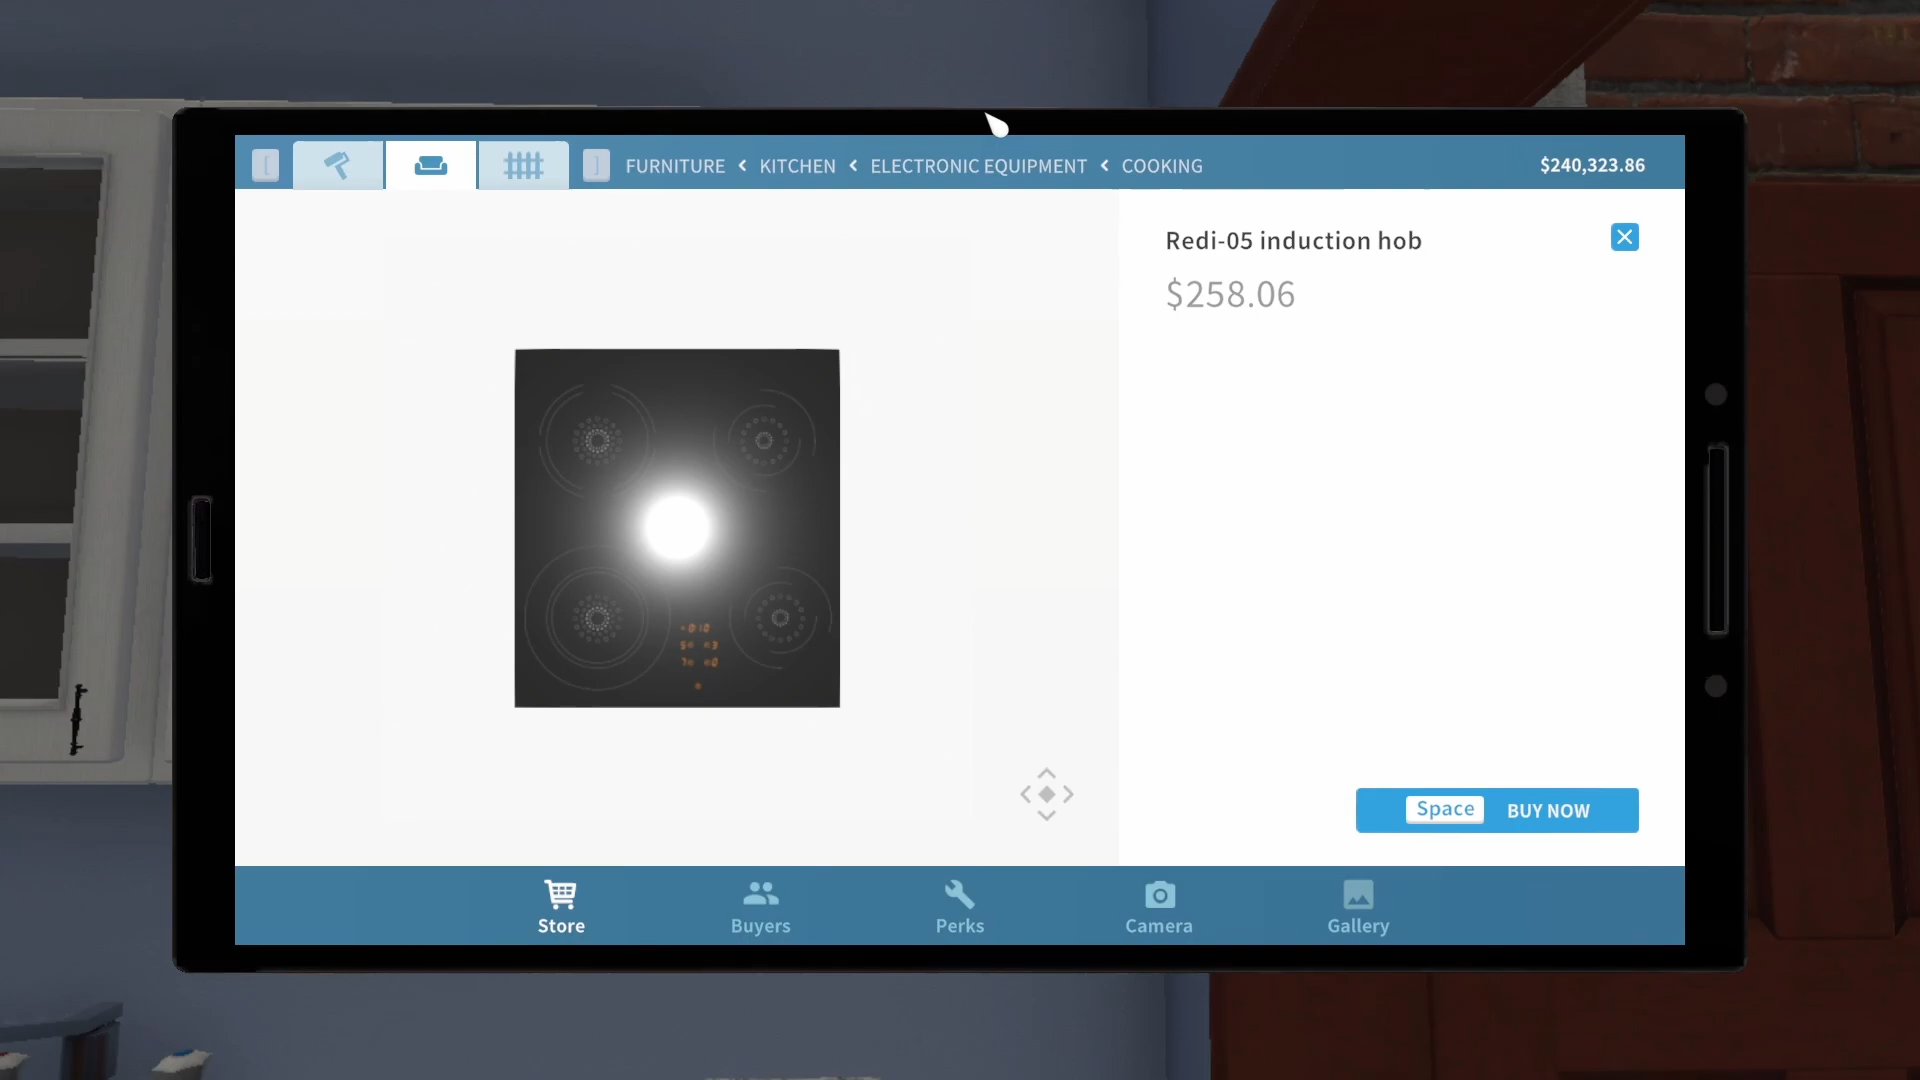 [ ] FURNITURE < KITCHEN < ELECTRONIC EQUIPMENT < COOKING $240,323.86
Redi-05 induction hob
$258.06
Space BUY NOW
Store Buyers Perks Camera Gallery